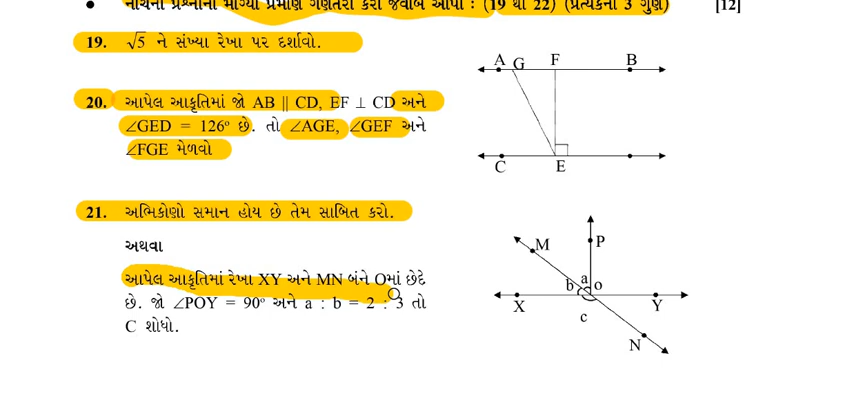 ● નીચેના પ્રશ્નોના માગ્યા પ્રમાણે ગણતરી કરી જવાબ આપો : (19 થી 22) (પ્રત્યેકના 3 ગુણ) [12]
19. √5 ને સંખ્યા રેખા પર દર્શાવો.
A G F B
20. આપેલ આકૃતિમાં જો AB || CD, EF ⊥ CD અને
∠GED = 126° છે. તો ∠AGE, ∠GEF અને
∠FGE મેળવો
C E
21. અભિકોણો સમાન હોય છે તેમ સાબિત કરો.
અથવા
આપેલ આકૃતિમાં રેખા XY અને MN બંને Oમાં છેદે
છે. જો ∠POY = 90° અને a : b = 2 : 3 તો
C શોધો.
M P
b a o
X Y
c
N